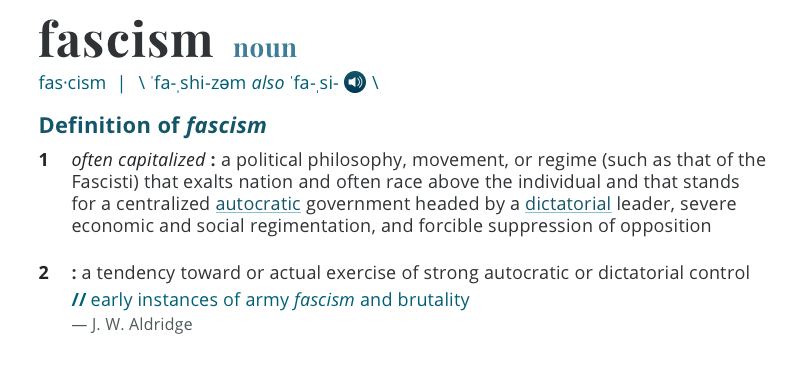 fascism noun
fas·cism | \ ˈfa-ˌshi-zəm also ˈfa-ˌsi- \
Definition of fascism
1 often capitalized : a political philosophy, movement, or regime (such as that of the
Fascisti) that exalts nation and often race above the individual and that stands
for a centralized autocratic government headed by a dictatorial leader, severe
economic and social regimentation, and forcible suppression of opposition
2 : a tendency toward or actual exercise of strong autocratic or dictatorial control
// early instances of army fascism and brutality
— J. W. Aldridge